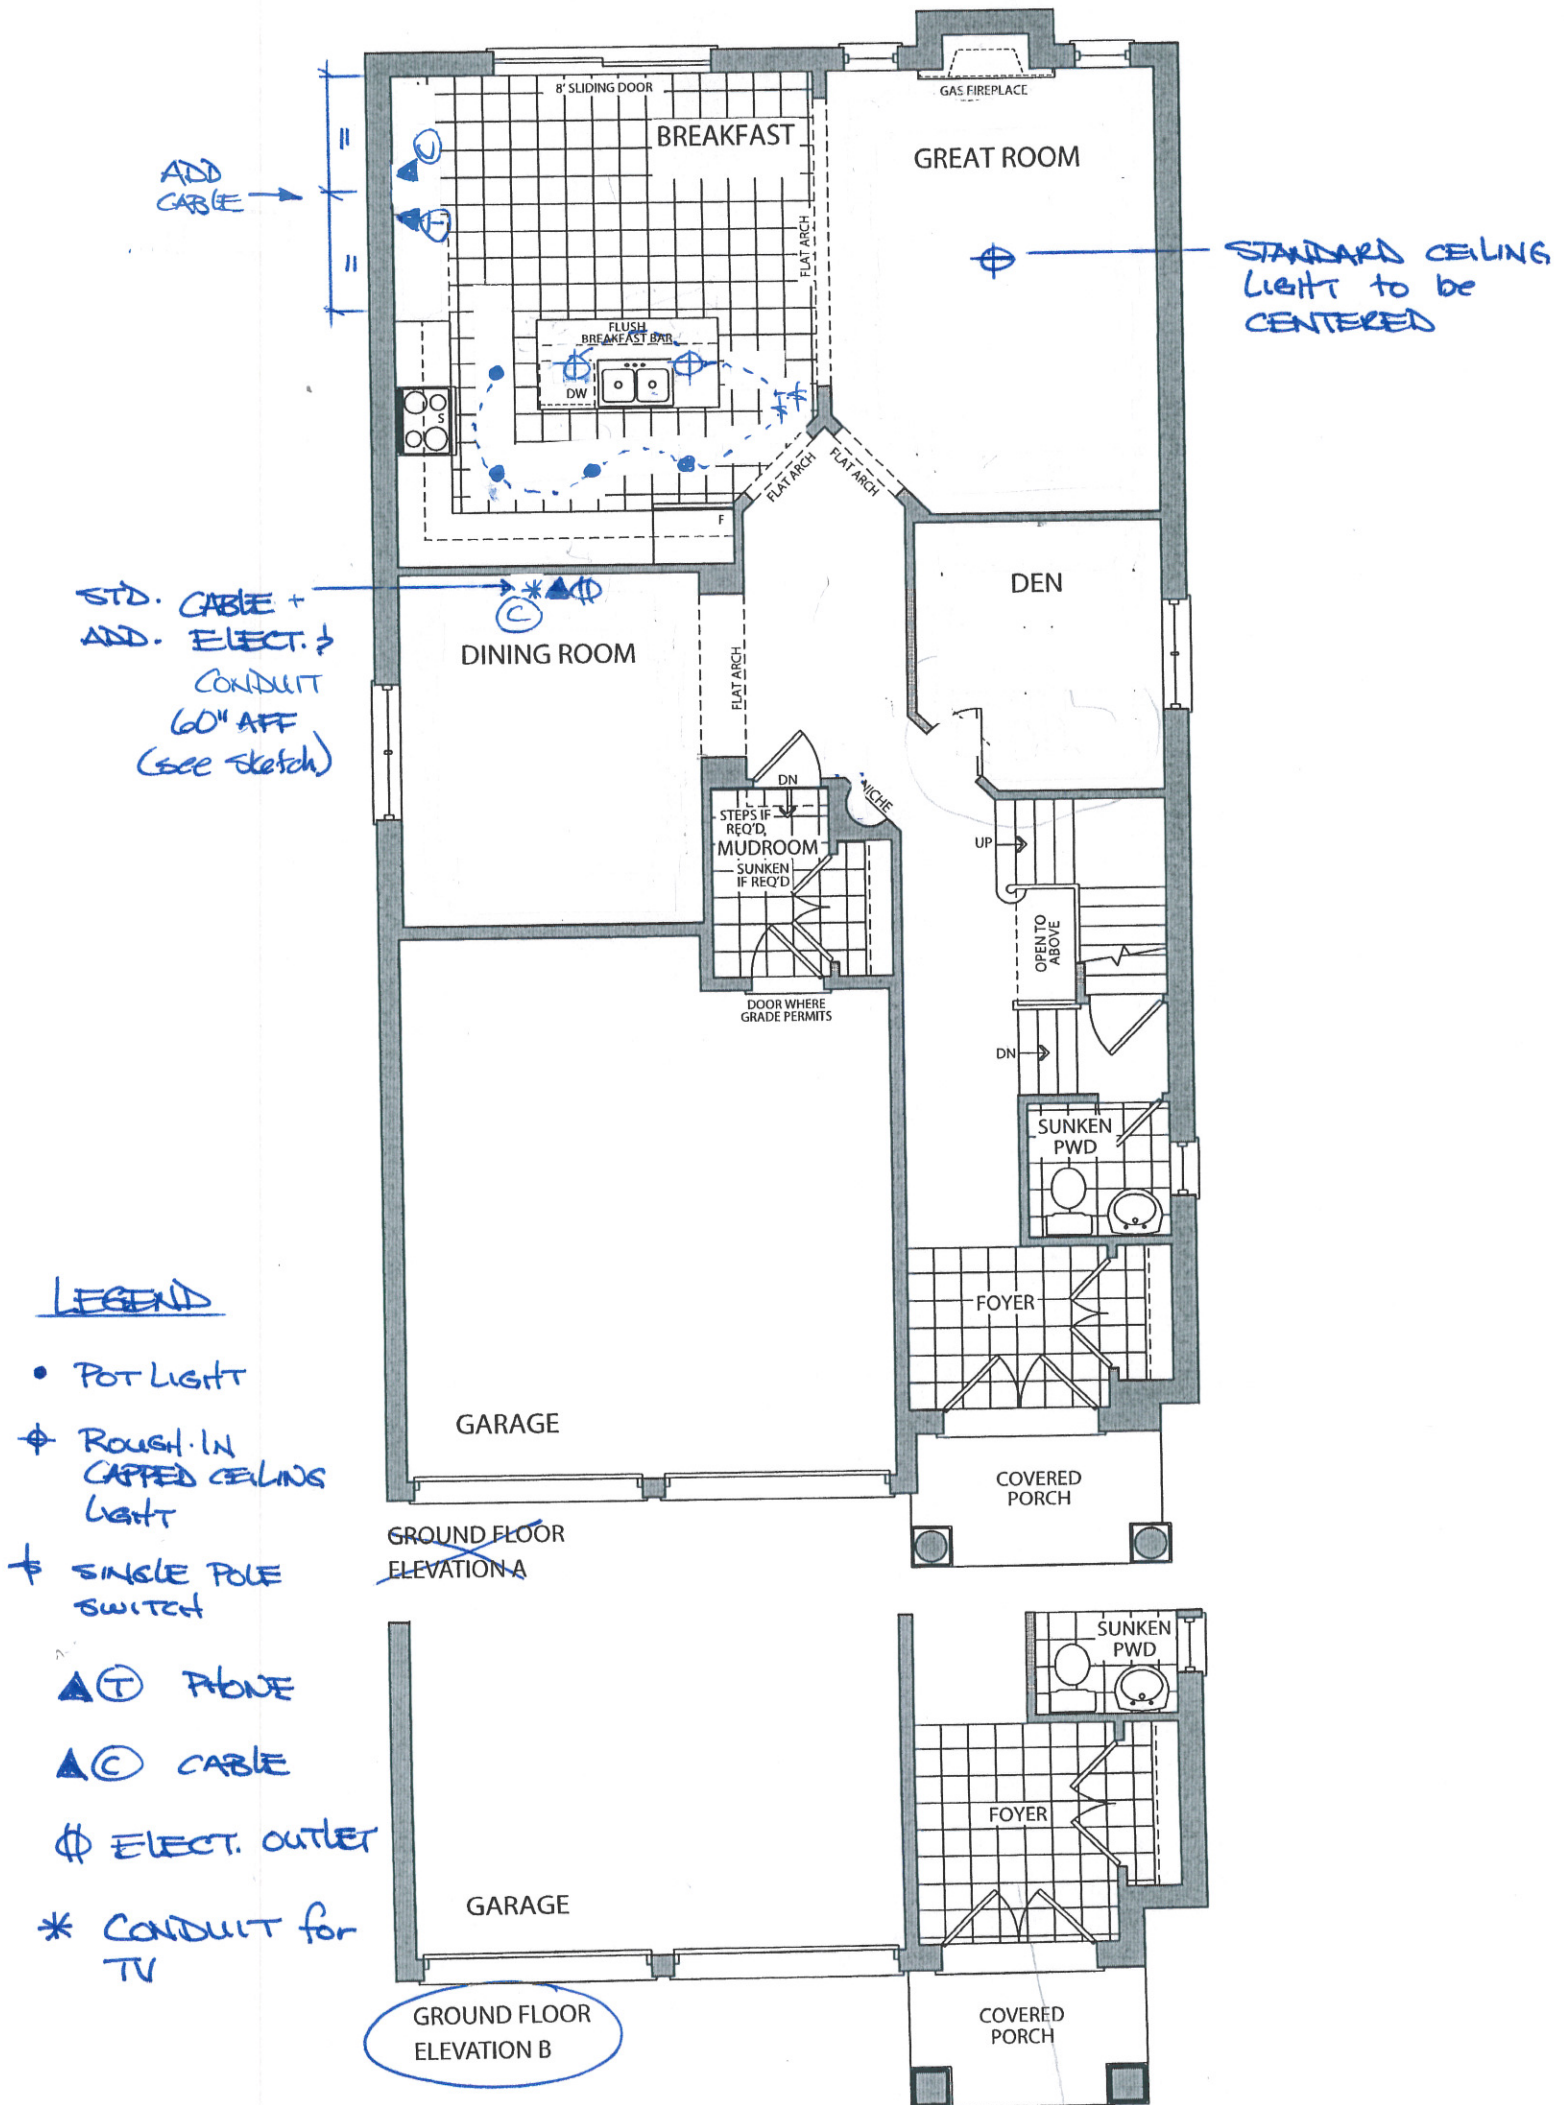 8' SLIDING DOOR
BREAKFAST
GAS FIREPLACE
GREAT ROOM
=
=
ADD
CABLE
C
T
FLAT ARCH
STANDARD CEILING
LIGHT to be
CENTERED
FLUSH
BREAKFAST BAR
DW
S
FLAT ARCH
FLAT ARCH
F
STD. CABLE +
ADD. ELECT. &
CONDUIT
60" AFF
(see sketch)
C
DINING ROOM
FLAT ARCH
DEN
DN
NICHE
STEPS IF
REQ'D
MUDROOM
SUNKEN
IF REQ'D
UP
OPEN TO
ABOVE
DOOR WHERE
GRADE PERMITS
DN
SUNKEN
PWD
FOYER
GARAGE
COVERED
PORCH
GROUND FLOOR
ELEVATION A
LEGEND
POT LIGHT
ROUGH-IN
CAPPED CEILING
LIGHT
SINGLE POLE
SWITCH
T PHONE
C CABLE
ELECT. OUTLET
* CONDUIT for
TV
SUNKEN
PWD
FOYER
GARAGE
GROUND FLOOR
ELEVATION B
COVERED
PORCH